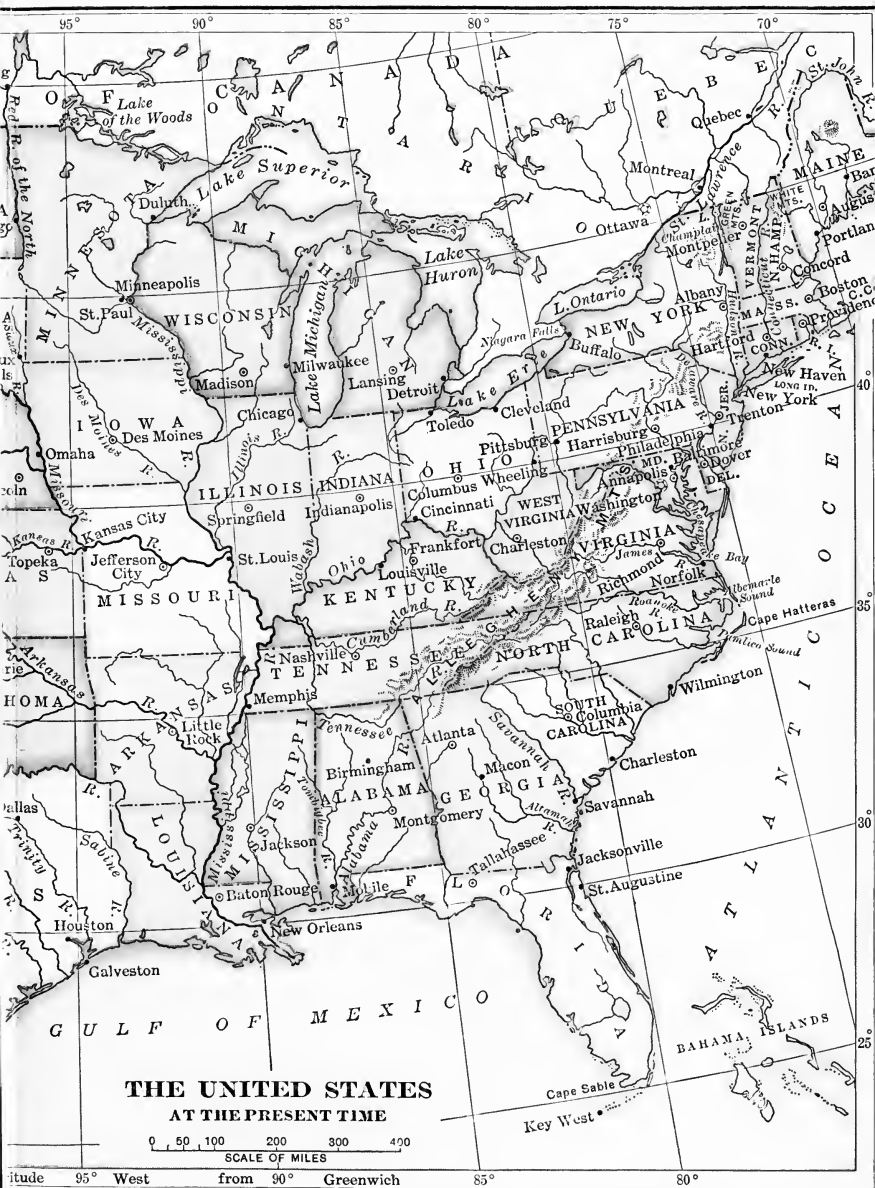 95° 90° 85° 80° 75° 70°
O F
CANADA
ONTARIO
QUEBEC
St. John R.
Lake
of the Woods
Red R. of the North
Quebec
Montreal
Ottawa
St. Lawrence R.
MAINE
Augus
Portlan
WHITE
MTS.
GREEN
MTS.
Champlain
Montpelier
VERMONT
N. HAMP.
Concord
Connecticut R.
Lake Superior
Duluth
MINNESOTA
MICHIGAN
Lake
Huron
Minneapolis
St. Paul
Mississippi R.
WISCONSIN
Lake Michigan
Milwaukee
Madison
Lansing
Detroit
L. Ontario
Niagara Falls
Buffalo
Lake Erie
NEW YORK
Albany
Hudson R.
MASS.
Boston
C.C.
Providenc
Hartford
CONN.
R. I.
New Haven
LONG ID.
New York
40°
Chicago
Toledo
Cleveland
Delaware R.
N. JER.
Trenton
PENNSYLVANIA
Pittsburg
Harrisburg
Philadelphia
Des Moines R.
IOWA
Des Moines
Omaha
Missouri
coln
Illinois R.
ILLINOIS
Springfield
INDIANA
Indianapolis
OHIO
Columbus
Wheeling
Cincinnati
MD.
Baltimore
Annapolis
Dover
DEL.
Washington
WEST
VIRGINIA
Charleston
VIRGINIA
James R.
Richmond
Norfolk
Kansas R.
Kansas City
Topeka
A S
R.
Jefferson
City
MISSOURI
St. Louis
Wabash R.
Ohio R.
Frankfort
Louisville
KENTUCKY
Albemarle
Sound
35°
Cape Hatteras
Pamlico Sound
Roanoke
R.
Raleigh
NORTH CAROLINA
Cumberland R.
Nashville
TENNESSEE
ALLEGHENY MTS.
Memphis
Arkansas
R.
HOMA
ARKANSAS
Little
Rock
Tennessee R.
Wilmington
SOUTH
CAROLINA
Columbia
Charleston
Atlanta
Savannah R.
Birmingham
Macon
GEORGIA
Savannah
Altamaha
R.
MISSISSIPPI
Tombigbee R.
ALABAMA
Montgomery
Alabama
Jackson
Mississippi
30°
Tallahassee
Jacksonville
St. Augustine
FLORIDA
Dallas
Trinity R.
S
R.
Sabine R.
LOUISIANA
Baton Rouge
Mobile
New Orleans
Houston
Galveston
ATLANTIC OCEAN
GULF OF MEXICO
25°
BAHAMA ISLANDS
Cape Sable
Key West
THE UNITED STATES
AT THE PRESENT TIME
0 50 100 200 300 400
SCALE OF MILES
itude 95° West from 90° Greenwich 85° 80°